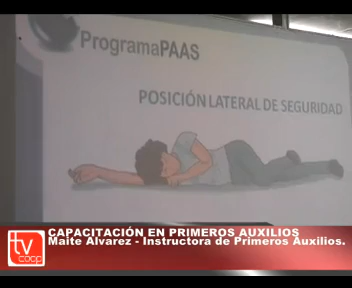 ProgramaPAAS
POSICIÓN LATERAL DE SEGURIDAD
CAPACITACIÓN EN PRIMEROS AUXILIOS
Maite Alvarez - Instructora de Primeros Auxilios.
tv
coop